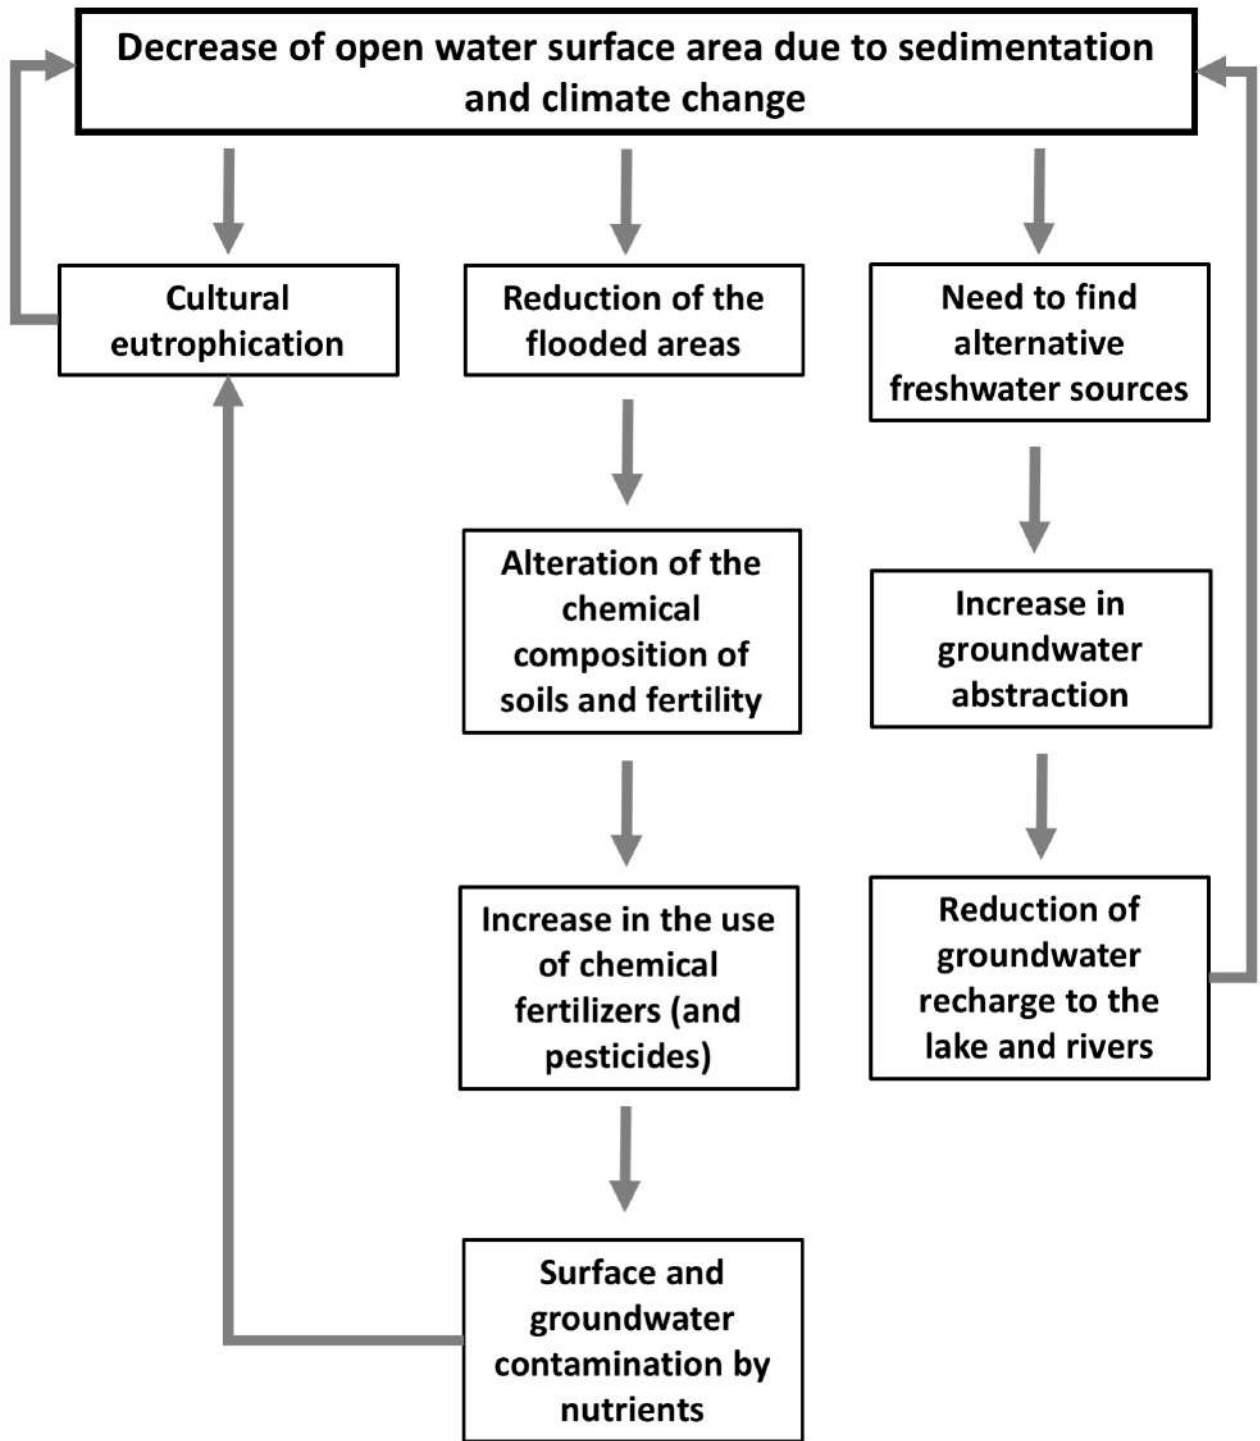 Decrease of open water surface area due to sedimentation
and climate change
Cultural
eutrophication
Reduction of the
flooded areas
Need to find
alternative
freshwater sources
Alteration of the
chemical
composition of
soils and fertility
Increase in
groundwater
abstraction
Increase in the use
of chemical
fertilizers (and
pesticides)
Reduction of
groundwater
recharge to the
lake and rivers
Surface and
groundwater
contamination by
nutrients